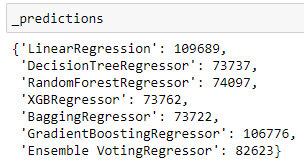 _predictions
{'LinearRegression': 109689,
'DecisionTreeRegressor': 73737,
'RandomForestRegressor': 74097,
'XGBRegressor': 73762,
'BaggingRegressor': 73722,
'GradientBoostingRegressor': 106776,
'Ensemble VotingRegressor': 82623}